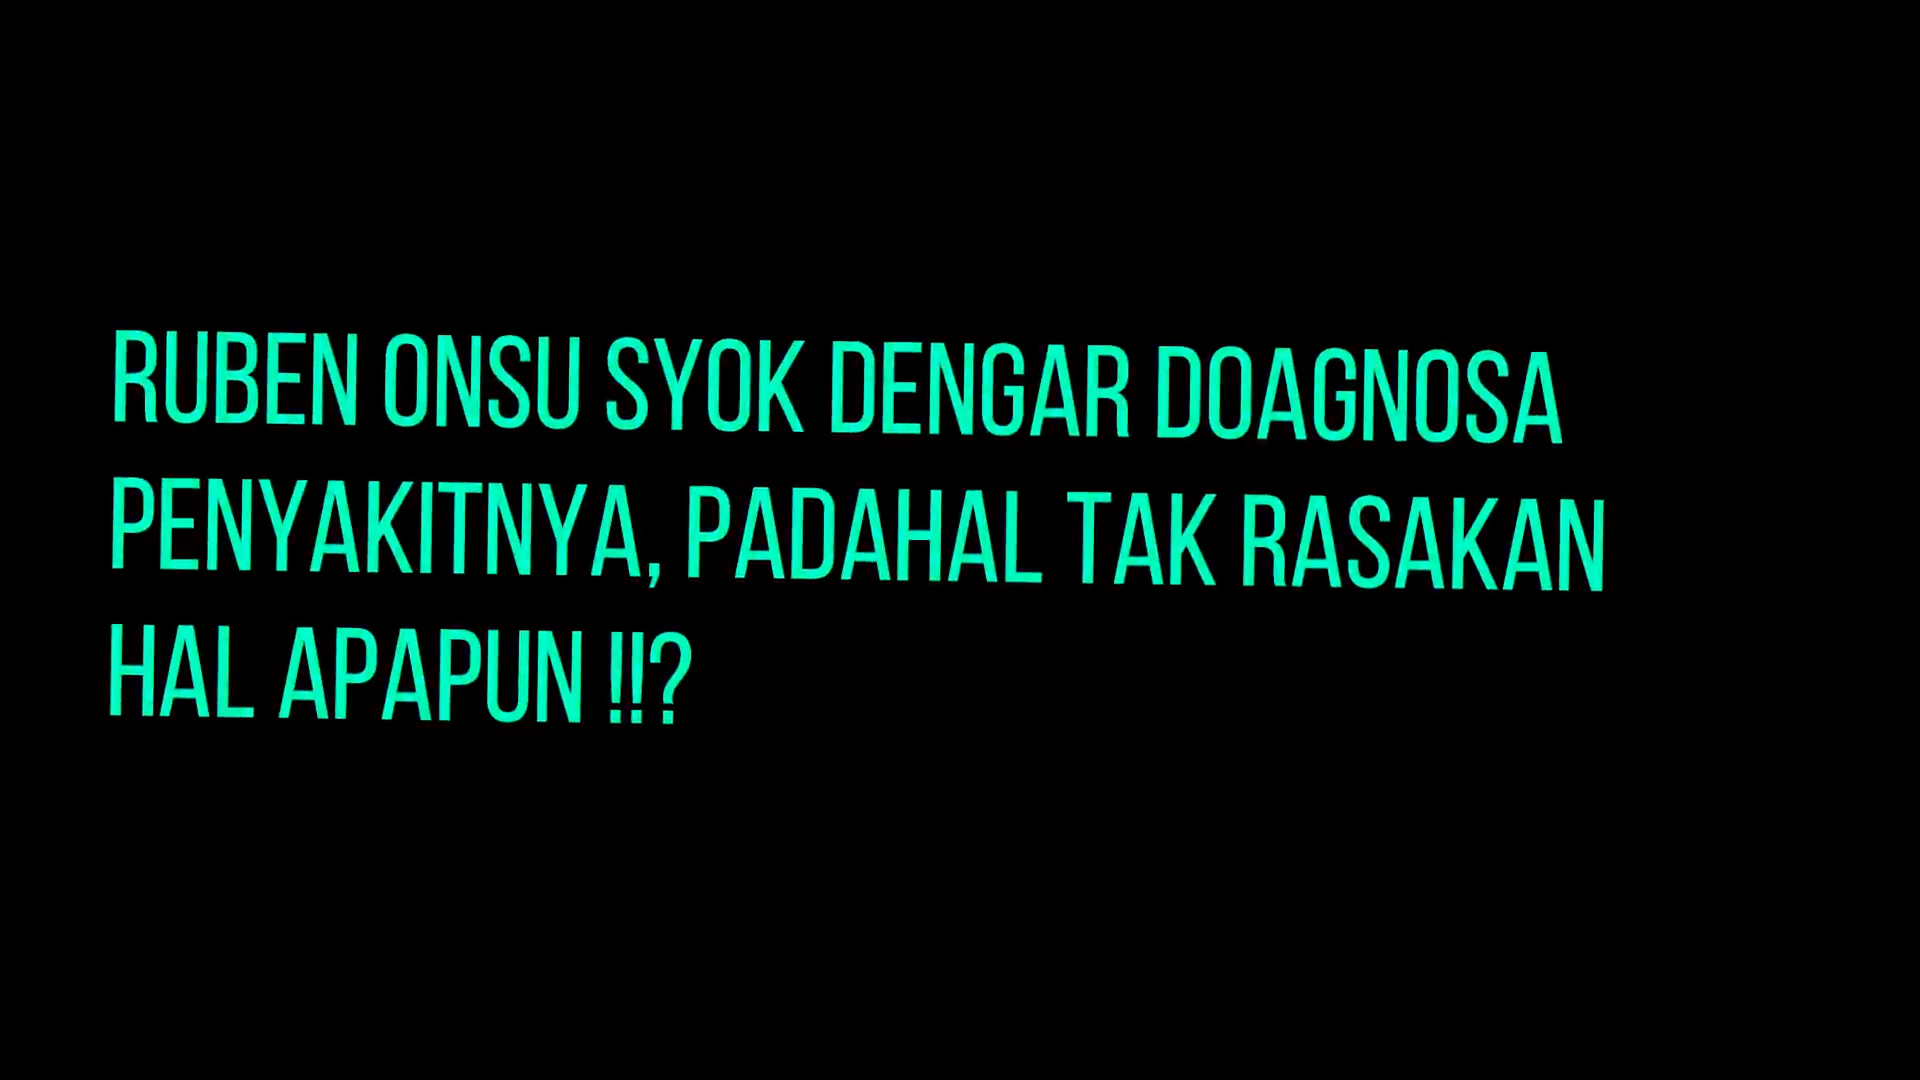 RUBEN ONSU SYOK DENGAR DOAGNOSA
PENYAKITNYA, PADAHAL TAK RASAKAN
HAL APAPUN !!?